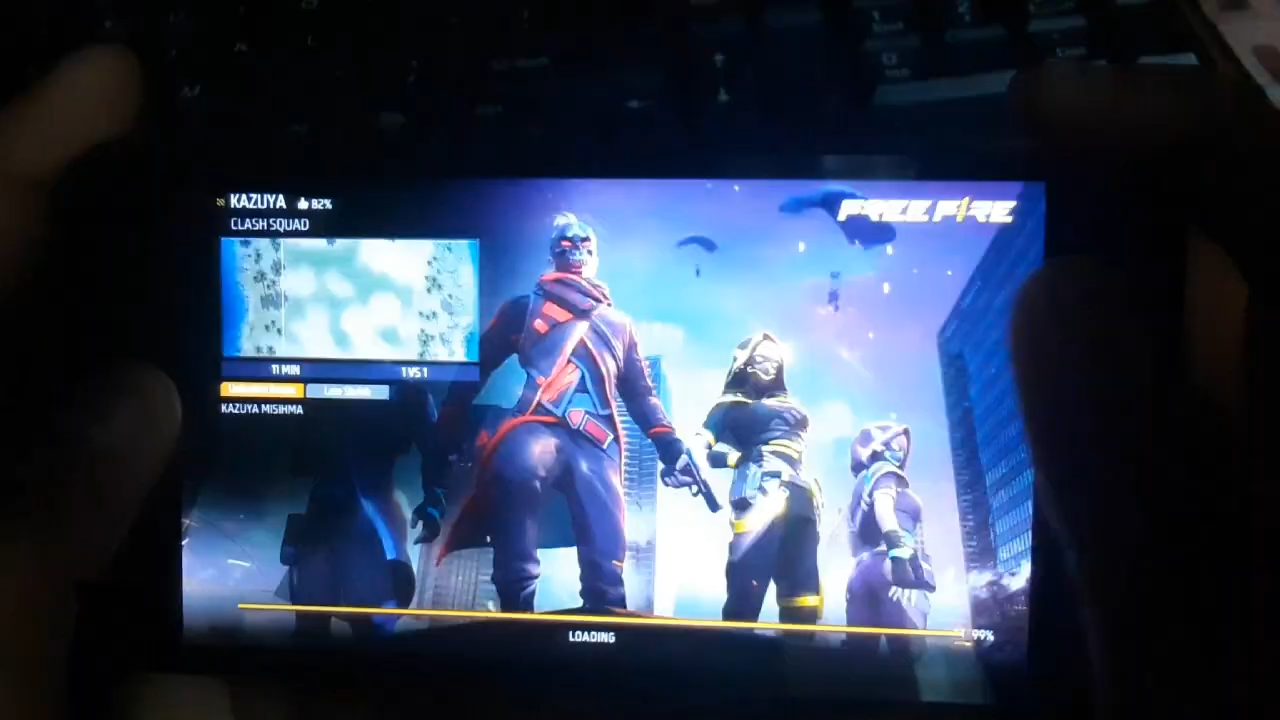 KAZUYA 82%
FREE FIRE
CLASH SQUAD
11 MIN 1 VS 1
KAZUYA MISIHMA
LOADING 99%